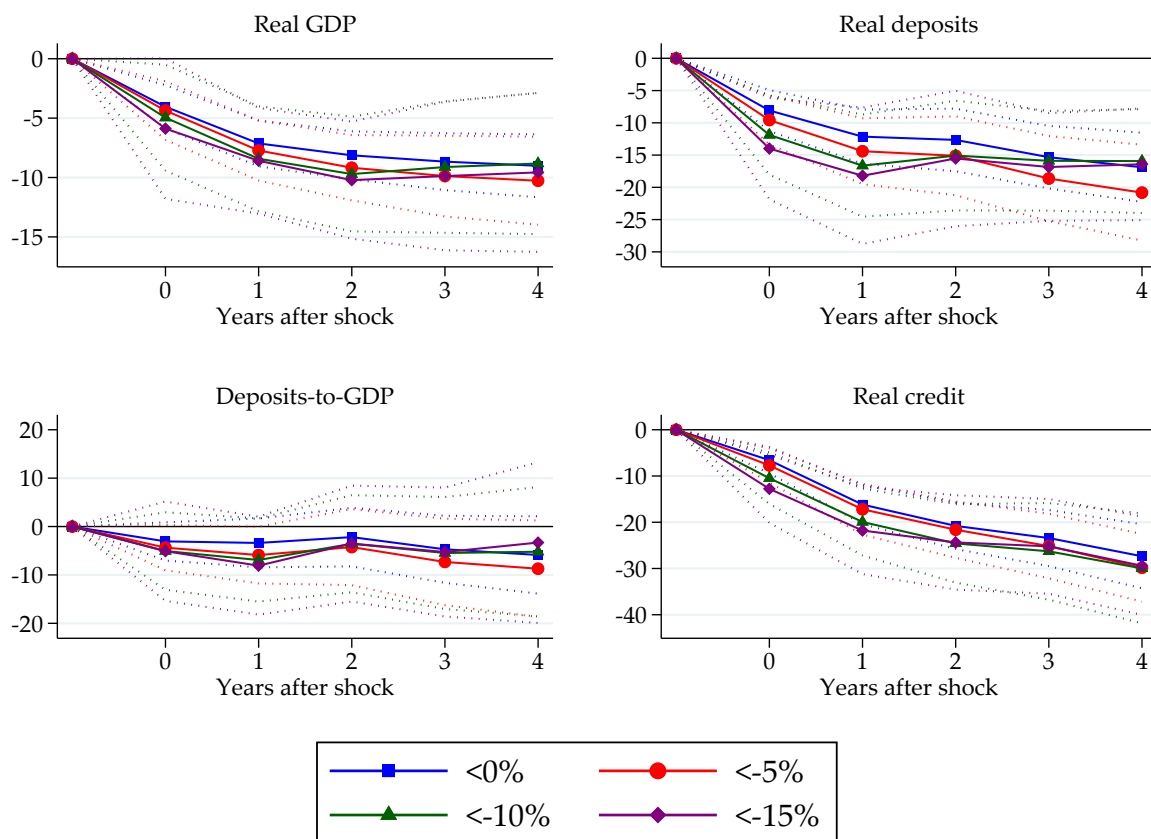 Real GDP
0
-5
-10
-15
0 1 2 3 4
Years after shock
Real deposits
0
-5
-10
-15
-20
-25
-30
0 1 2 3 4
Years after shock
Deposits-to-GDP
20
10
0
-10
-20
0 1 2 3 4
Years after shock
Real credit
0
-10
-20
-30
-40
0 1 2 3 4
Years after shock
<0% <-5%
<-10% <-15%